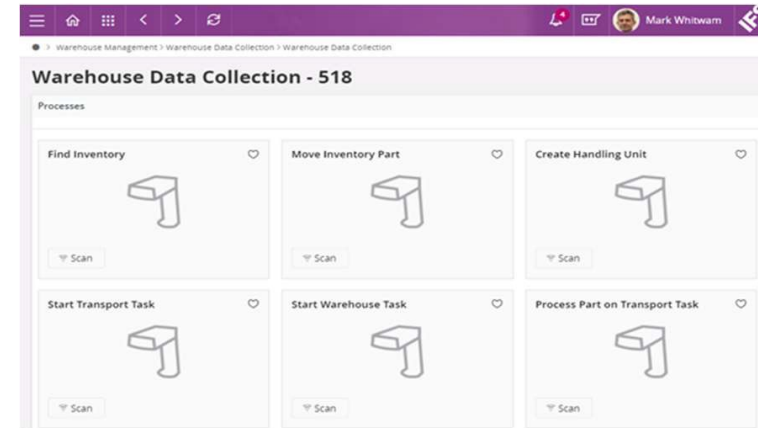 4
Mark Whitwam
IFS
> Warehouse Management > Warehouse Data Collection > Warehouse Data Collection
Warehouse Data Collection - 518
Processes
Find Inventory
Move Inventory Part
Create Handling Unit
Scan
Scan
Scan
Start Transport Task
Start Warehouse Task
Process Part on Transport Task
Scan
Scan
Scan